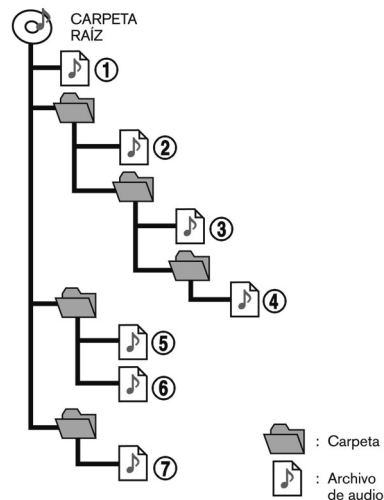 CARPETA
RAÍZ
①
②
③
④
⑤
⑥
⑦
: Carpeta
: Archivo
de audio